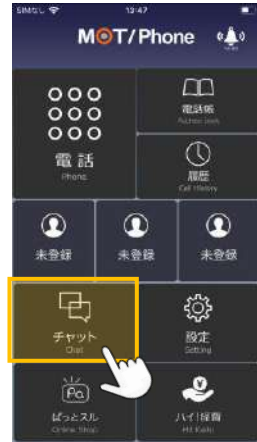 SIMなし 13:47
MOT/Phone
電話
Phone
電話帳
履歴
Call History
未登録 未登録 未登録
チャット
Chat
設定
Setting
Pa
ぱっとスル
Online Shop
ハイ!採育